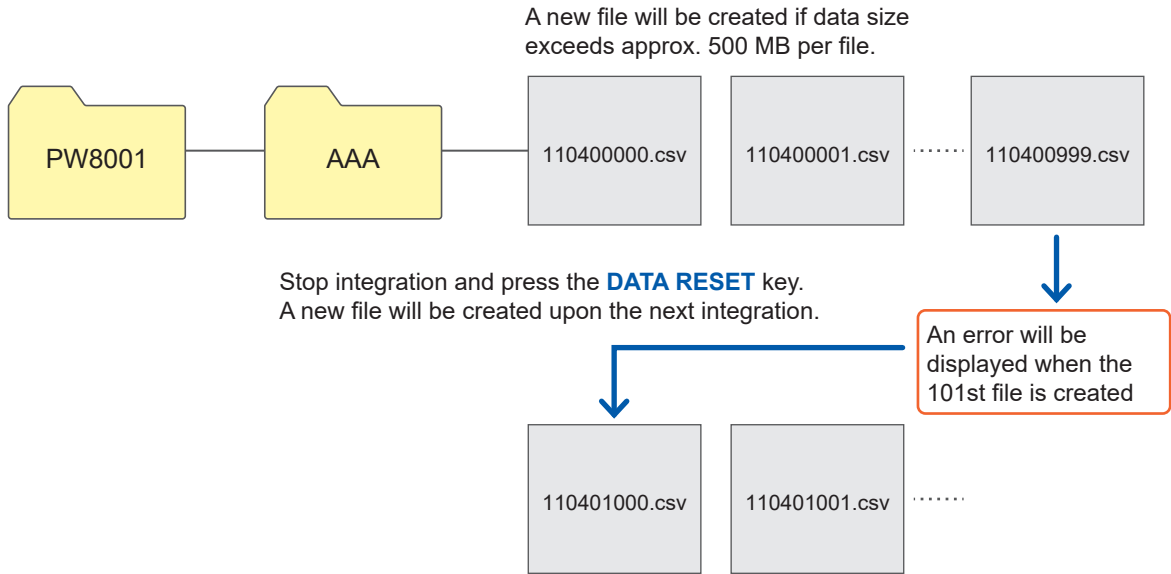 A new file will be created if data size
exceeds approx. 500 MB per file.
PW8001
AAA
110400000.csv
110400001.csv
110400999.csv
Stop integration and press the DATA RESET key.
A new file will be created upon the next integration.
An error will be
displayed when the
101st file is created
110401000.csv
110401001.csv